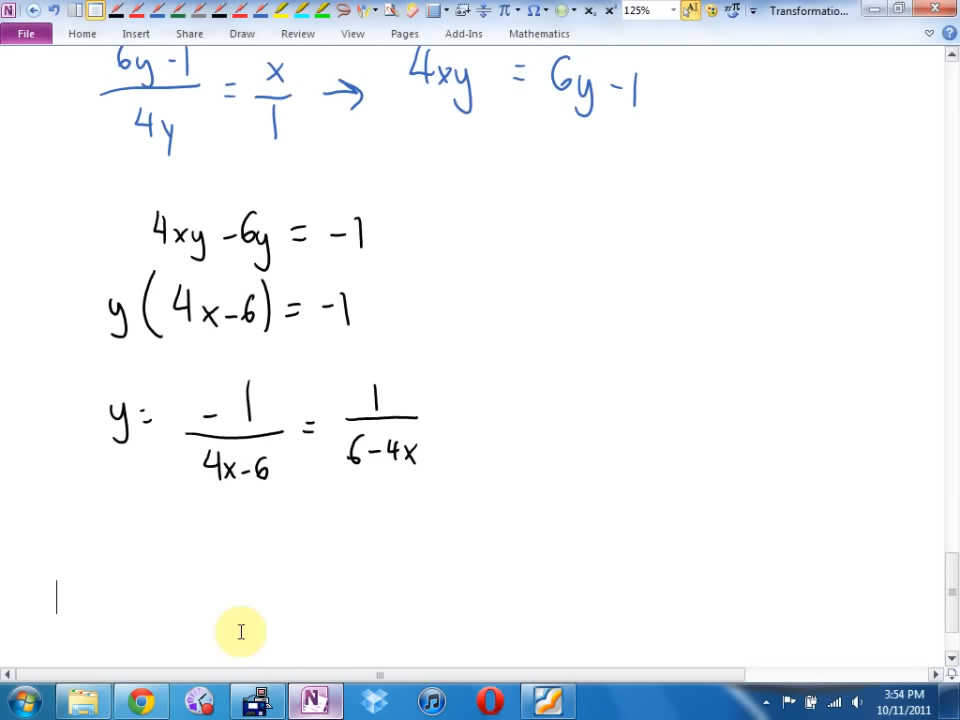 125% Transformatio...
File Home Insert Share Draw Review View Pages Add-Ins Mathematics
6y -1 / 4y = x / 1 → 4xy = 6y -1
4xy -6y = -1
y ( 4x-6) = -1
y = -1 / 4x-6 = 1 / 6-4x
3:54 PM
10/11/2011